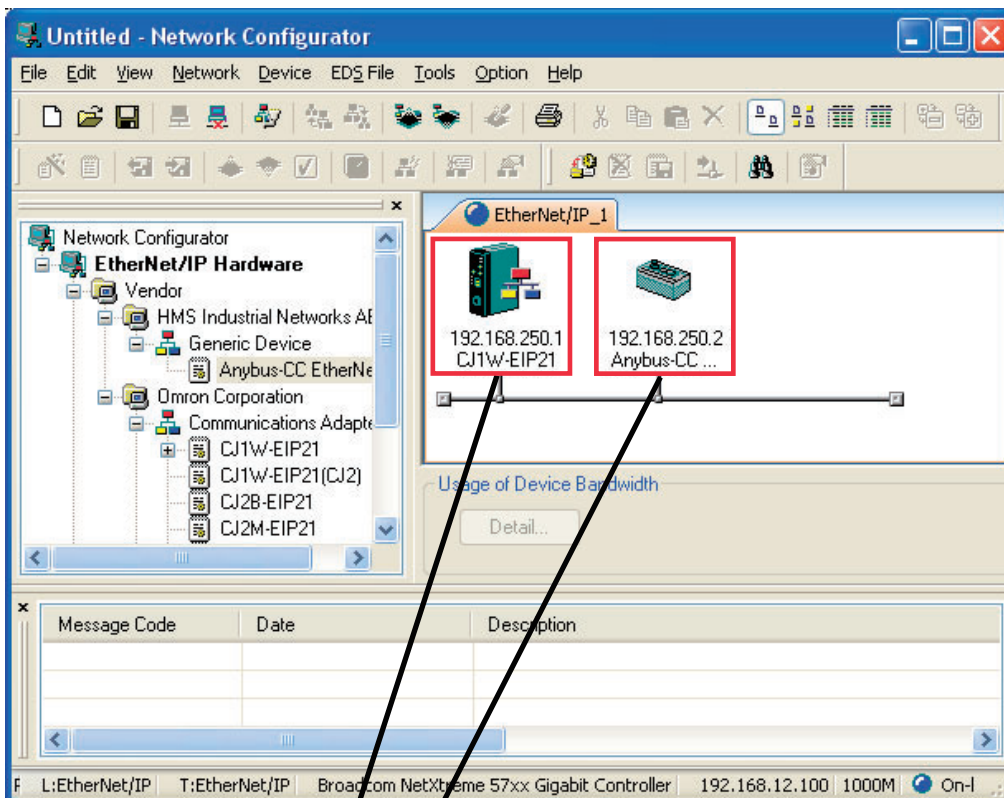 Untitled - Network Configurator
File Edit View Network Device EDS File Tools Option Help
EtherNet/IP_1
Network Configurator
EtherNet/IP Hardware
Vendor
HMS Industrial Networks AB
Generic Device
Anybus-CC EtherNe
Omron Corporation
Communications Adapte
CJ1W-EIP21
CJ1W-EIP21(CJ2)
CJ2B-EIP21
CJ2M-EIP21
192.168.250.1
CJ1W-EIP21
192.168.250.2
Anybus-CC ...
Usage of Device Bandwidth
Detail...
Message Code Date Description
L:EtherNet/IP T:EtherNet/IP Broadcom NetXtreme 57xx Gigabit Controller 192.168.12.100 1000M On-l